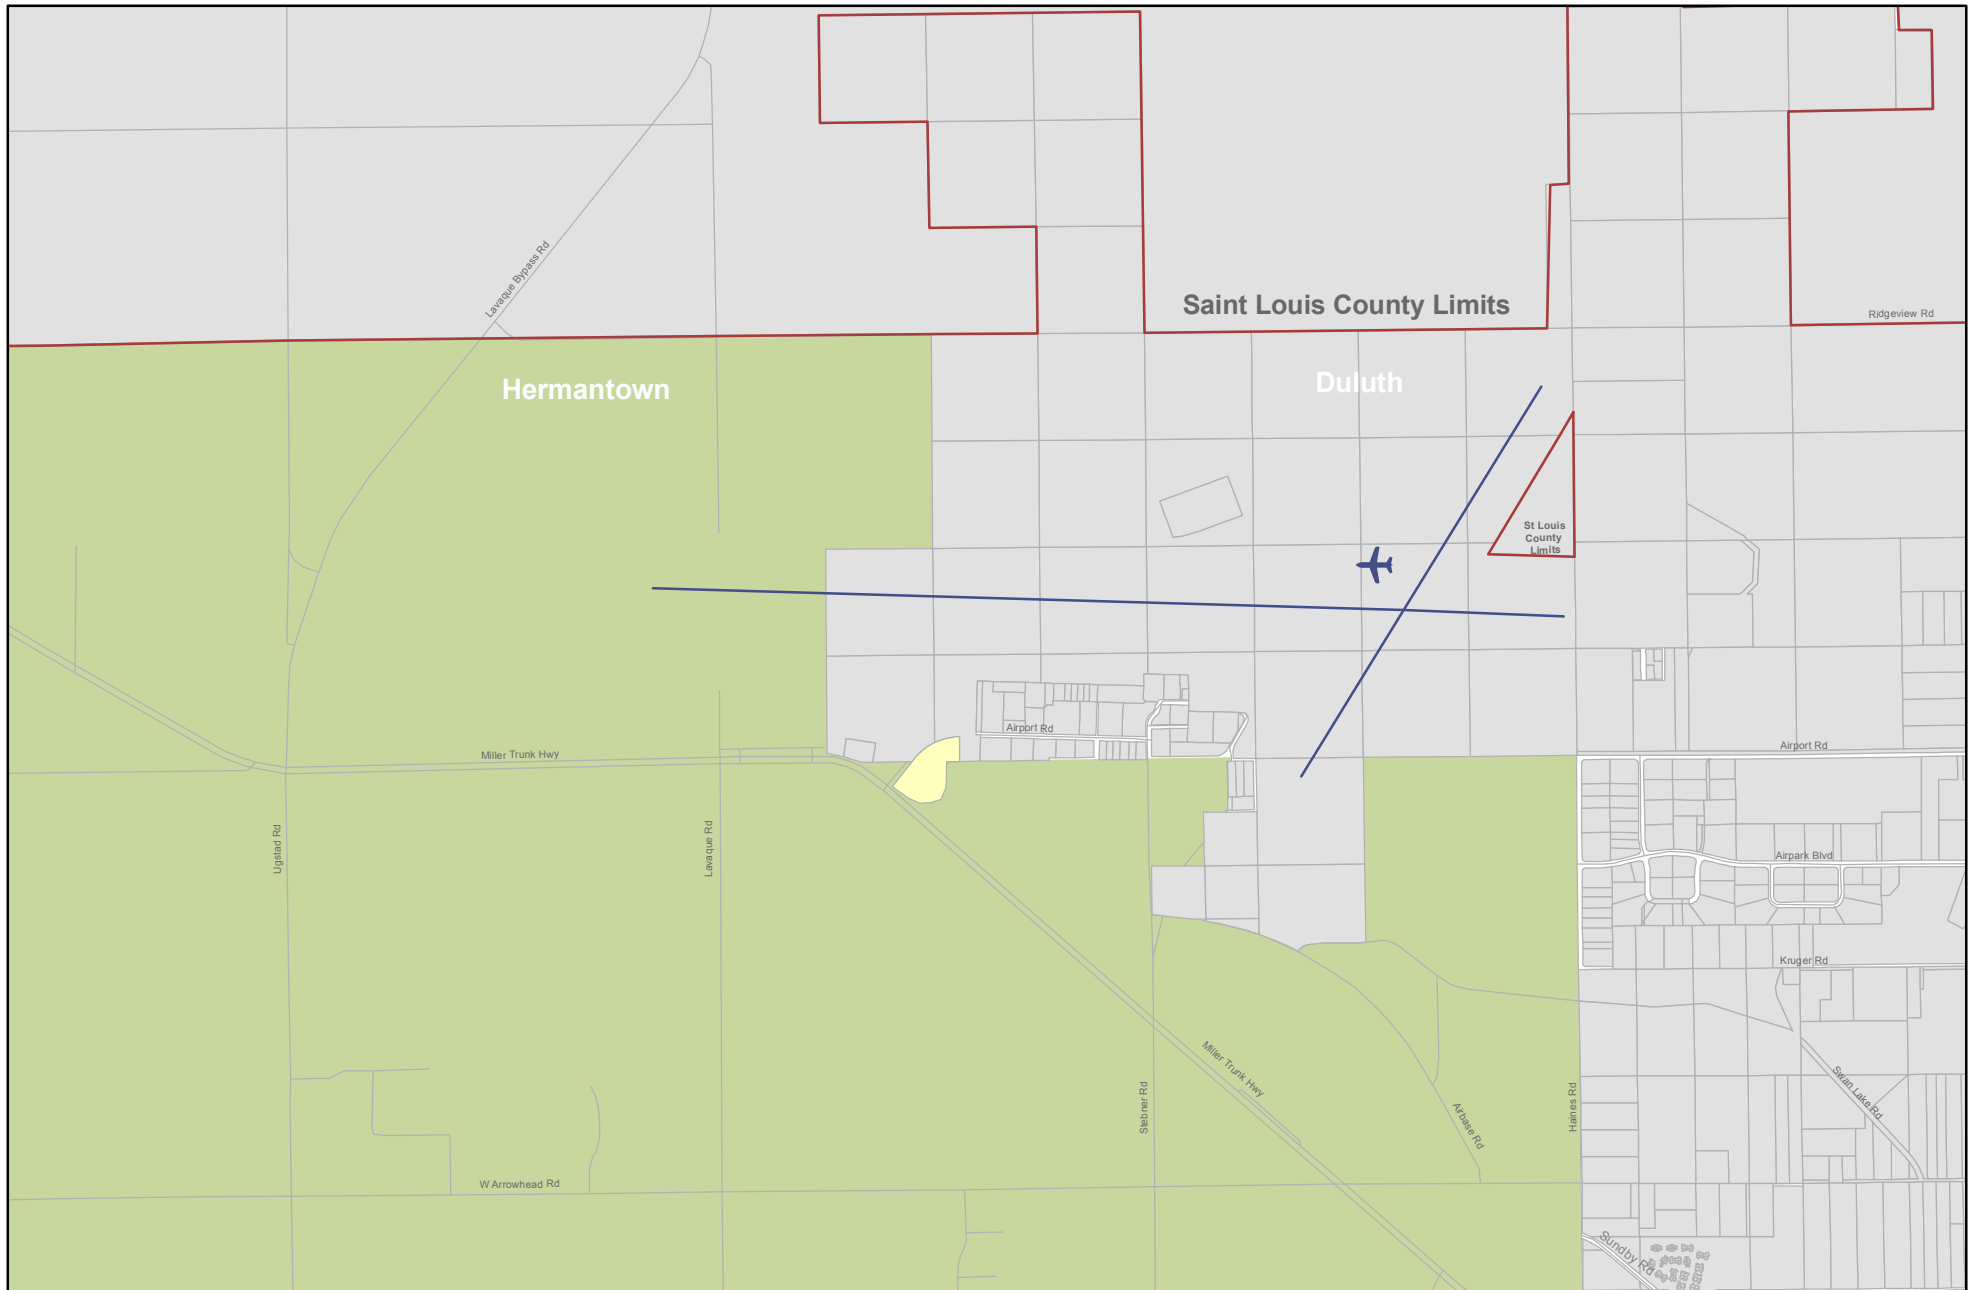 Lavaque Bypass Rd
Saint Louis County Limits
Ridgeview Rd
Hermantown
Duluth
St Louis
County
Limits
Airport Rd
Miller Trunk Hwy
Airport Rd
Ugstad Rd
Lavaque Rd
Airpark Blvd
Kruger Rd
Miller Trunk Hwy
Stebner Rd
Airbase Rd
Haines Rd
Swan Lake Rd
W Arrowhead Rd
Sundby Rd